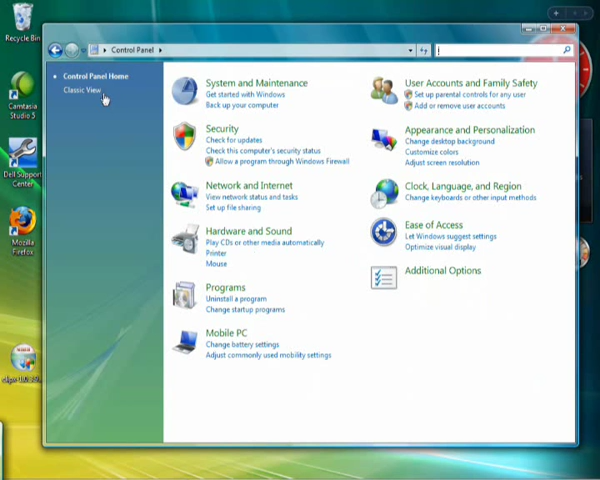 Recycle Bin
Camtasia
Studio 5
Dell Support
Center
Mozilla
Firefox
Control Panel
Control Panel Home
Classic View
System and Maintenance
Get started with Windows
Back up your computer
Security
Check for updates
Check this computer's security status
Allow a program through Windows Firewall
Network and Internet
View network status and tasks
Set up file sharing
Hardware and Sound
Play CDs or other media automatically
Printer
Mouse
Programs
Uninstall a program
Change startup programs
Mobile PC
Change battery settings
Adjust commonly used mobility settings
User Accounts and Family Safety
Set up parental controls for any user
Add or remove user accounts
Appearance and Personalization
Change desktop background
Customize colors
Adjust screen resolution
Clock, Language, and Region
Change keyboards or other input methods
Ease of Access
Let Windows suggest settings
Optimize visual display
Additional Options